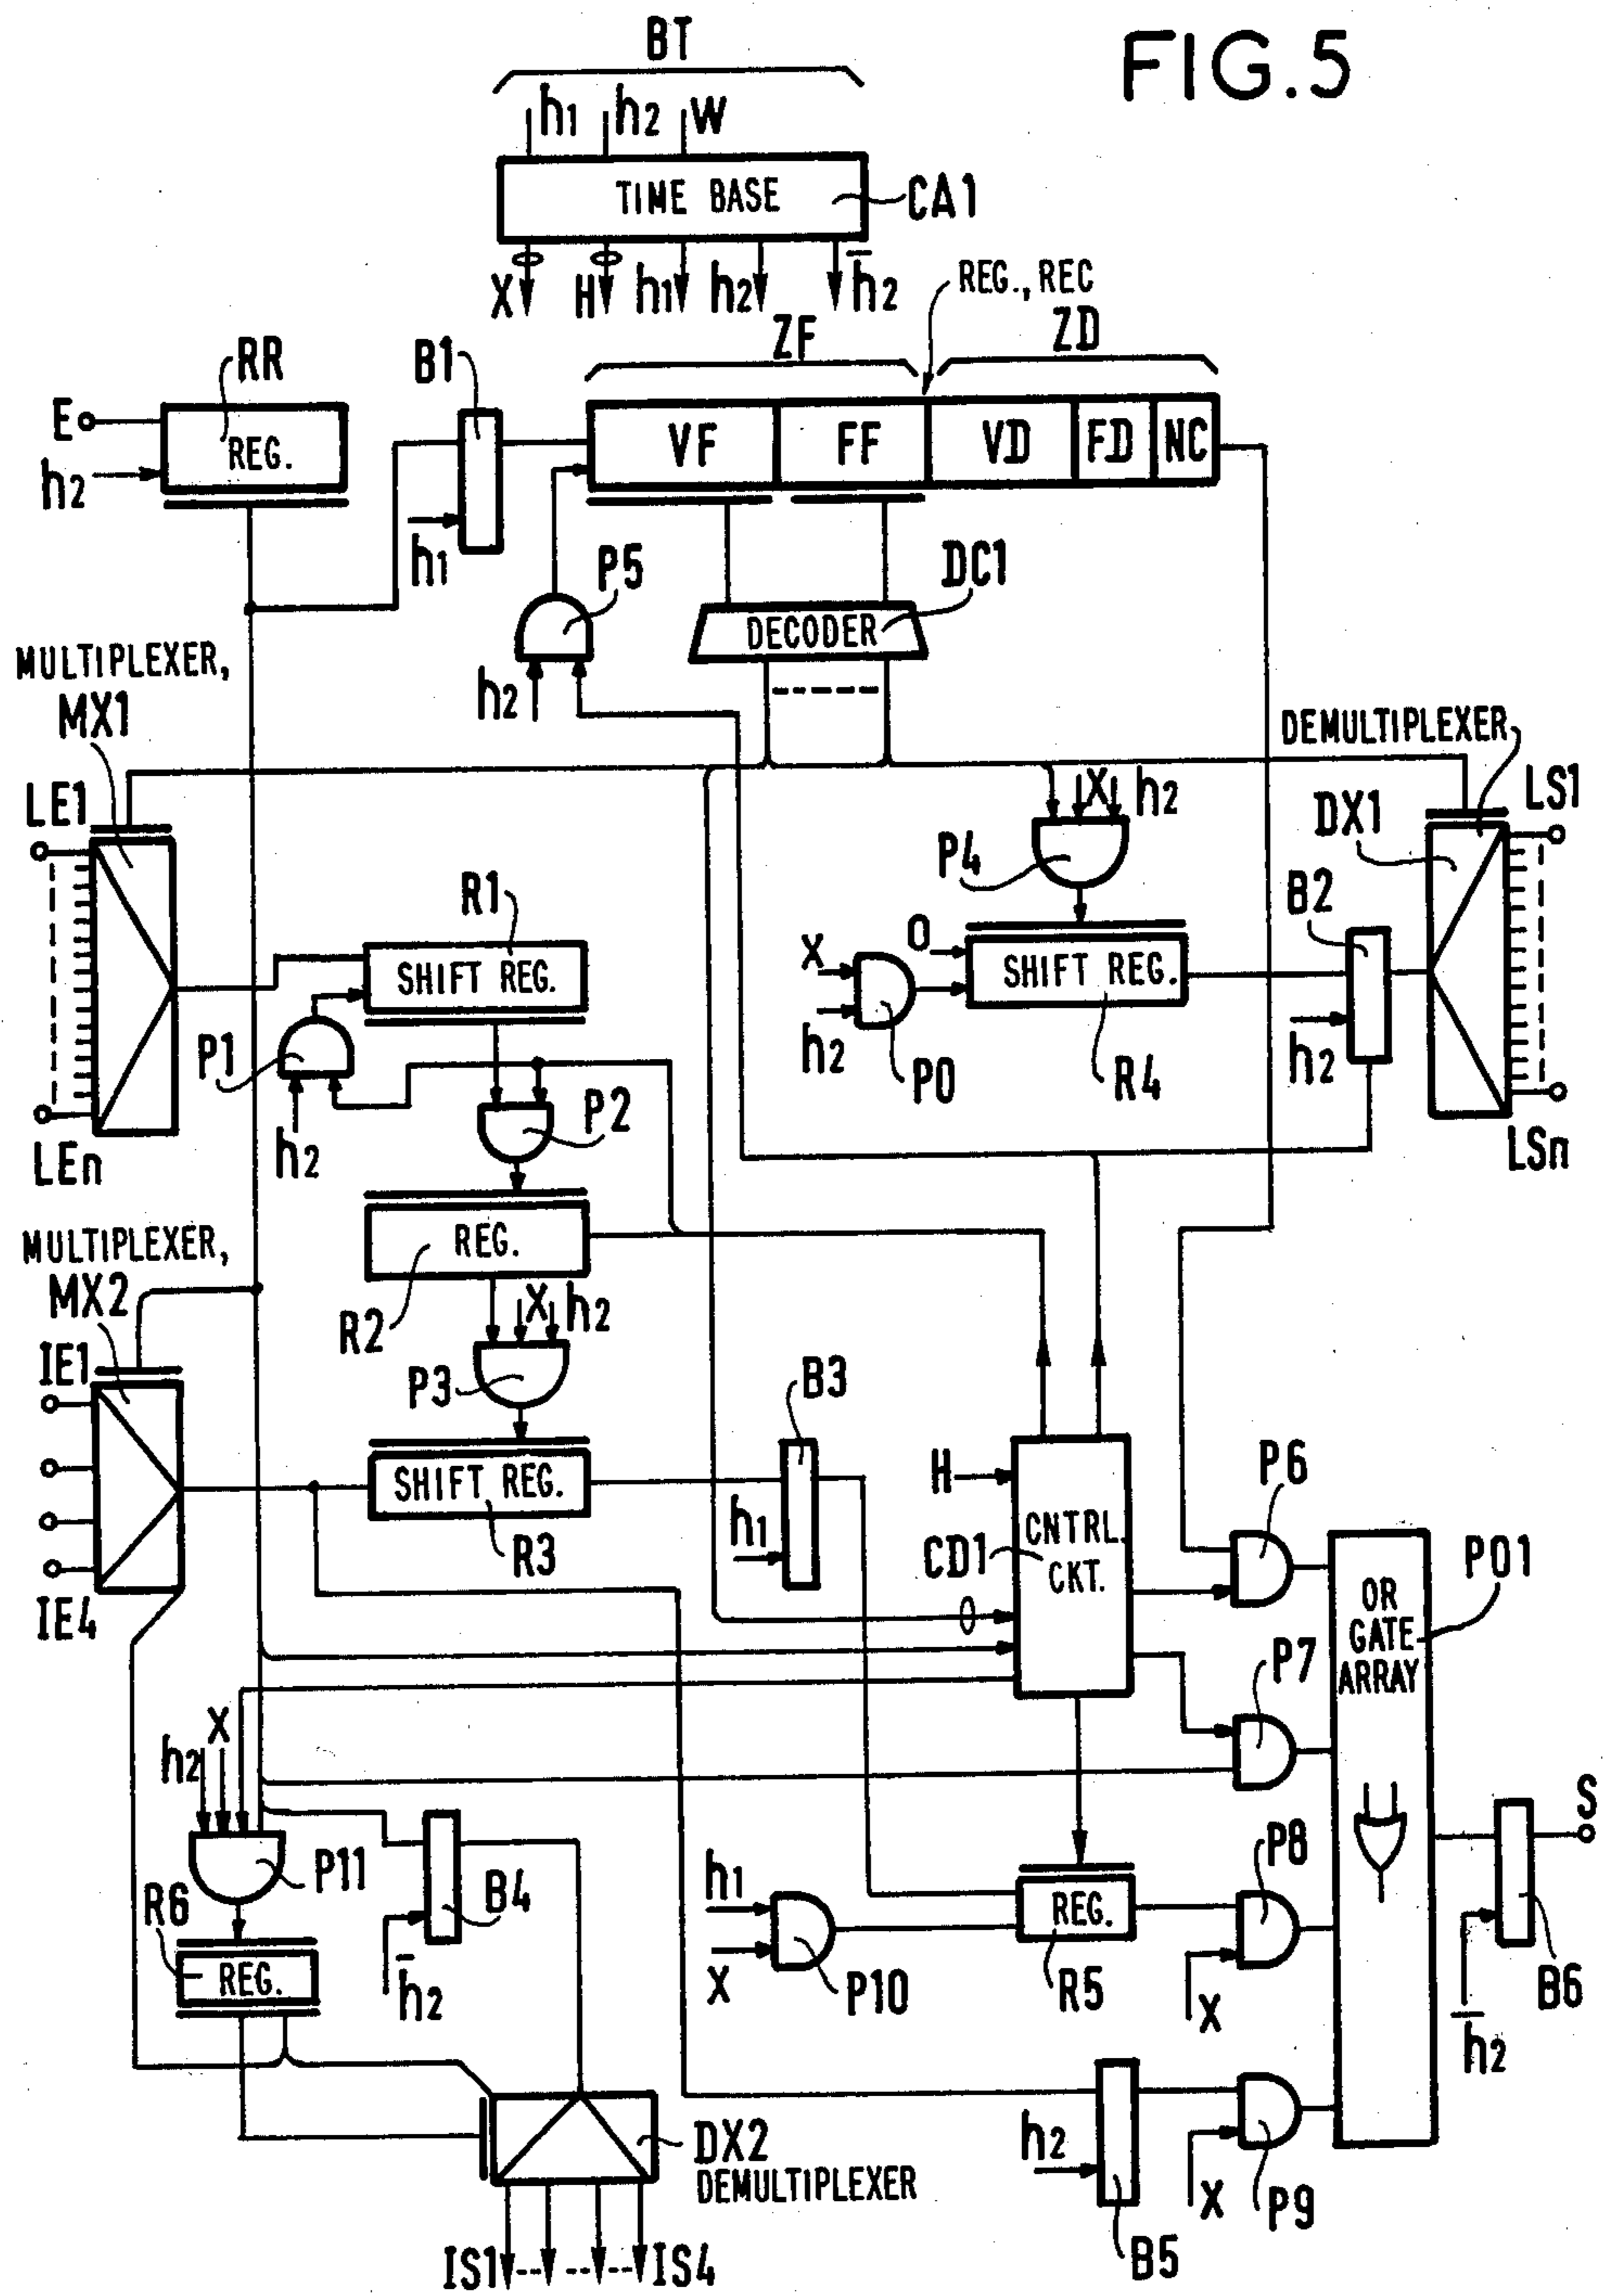 FIG.5
BT
h1 h2 W
TIME BASE
CA1
X H h1 h2 h̅2
REG., REC
ZF ZD
RR
B1
E
REG.
h2
VF FF VD FD NC
h1
P5
DC1
DECODER
h2
MULTIPLEXER,
MX1
DEMULTIPLEXER
LE1
X h2
DX1
LS1
P4
R1
B2
SHIFT REG.
X
O
SHIFT REG.
P1
h2
P0
R4
h2
P2
h2
LEn
LSn
MULTIPLEXER,
MX2
REG.
R2
X h2
IE1
P3
B3
P6
H
SHIFT REG.
h1
CNTRL.
CKT.
CD1
R3
IE4
OR
GATE
ARRAY
PO1
P7
h2 X
S
P11
B4
h1
P8
R6
REG.
REG.
h̅2
X
P10
R5
X
B6
h̅2
DX2
DEMULTIPLEXER
h2
X
P9
B5
IS1 IS4